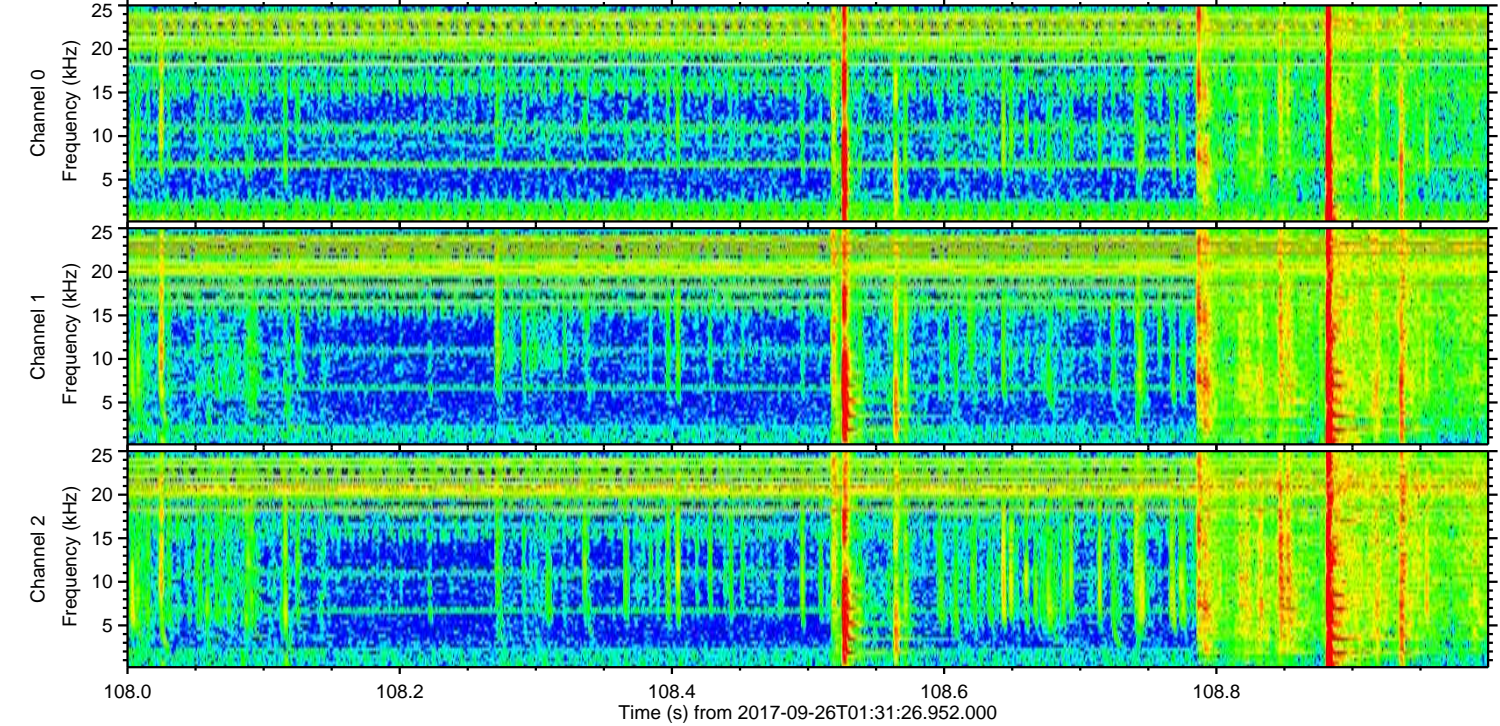 25
20
15
10
5
Channel 0
Frequency (kHz)
25
20
15
10
5
Channel 1
Frequency (kHz)
25
20
15
10
5
Channel 2
Frequency (kHz)
108.0 108.2 108.4 108.6 108.8
Time (s) from 2017-09-26T01:31:26.952.000